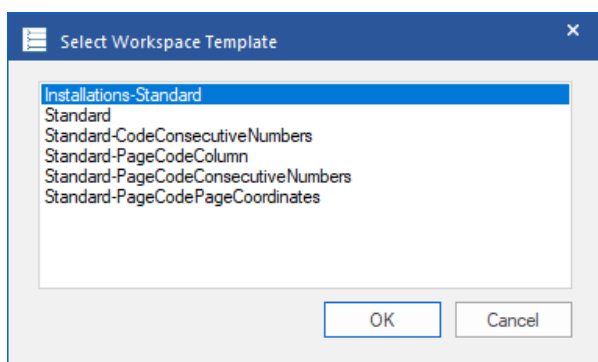 Select Workspace Template
Installations-Standard
Standard
Standard-CodeConsecutiveNumbers
Standard-PageCodeColumn
Standard-PageCodeConsecutiveNumbers
Standard-PageCodePageCoordinates
OK
Cancel